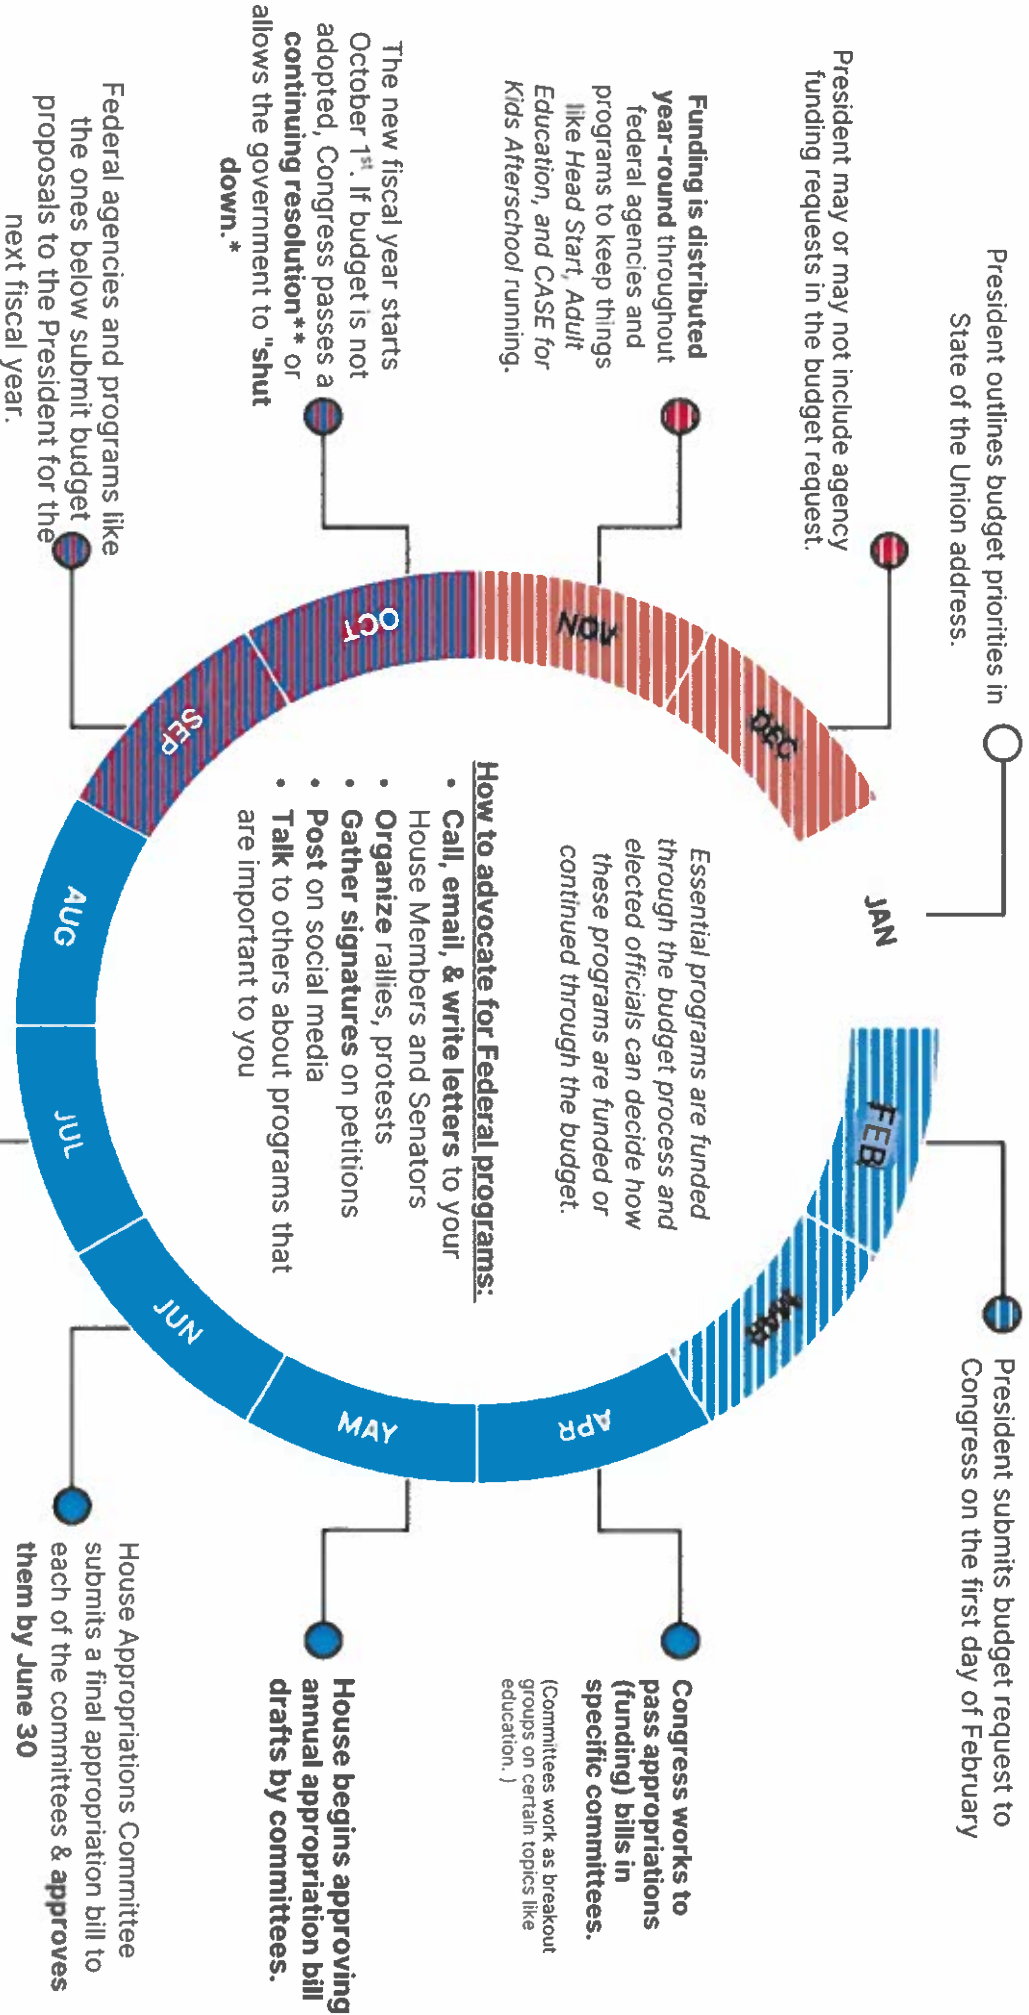 President outlines budget priorities in
State of the Union address.
President submits budget request to
Congress on the first day of February
President may or may not include agency
funding requests in the budget request.
Funding is distributed
year-round throughout
federal agencies and
programs to keep things
like Head Start, Adult
Education, and CASE for
Kids Afterschool running.
The new fiscal year starts
October 1st. If budget is not
adopted, Congress passes a
continuing resolution** or
allows the government to "shut
down.*
Federal agencies and programs like
the ones below submit budget
proposals to the President for the
next fiscal year.
JAN
FEB
MAR
APR
MAY
JUN
JUL
AUG
SEP
OCT
NOV
DEC
Essential programs are funded
through the budget process and
elected officials can decide how
these programs are funded or
continued through the budget.
How to advocate for Federal programs:
• Call, email, & write letters to your
House Members and Senators
• Organize rallies, protests
• Gather signatures on petitions
• Post on social media
• Talk to others about programs that
are important to you
Congress works to
pass appropriations
(funding) bills in
specific committees.
(Committees work as breakout
groups on certain topics like
education. )
House begins approving
annual appropriation bill
drafts by committees.
House Appropriations Committee
submits a final appropriation bill to
each of the committees & approves
them by June 30